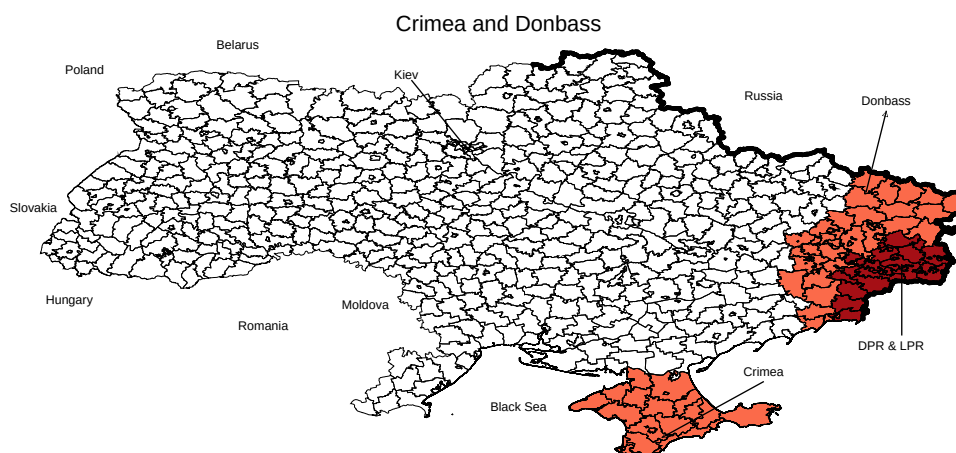 Crimea and Donbass
Belarus
Poland
Kiev
Russia
Donbass
Slovakia
Hungary
Moldova
Romania
DPR & LPR
Crimea
Black Sea